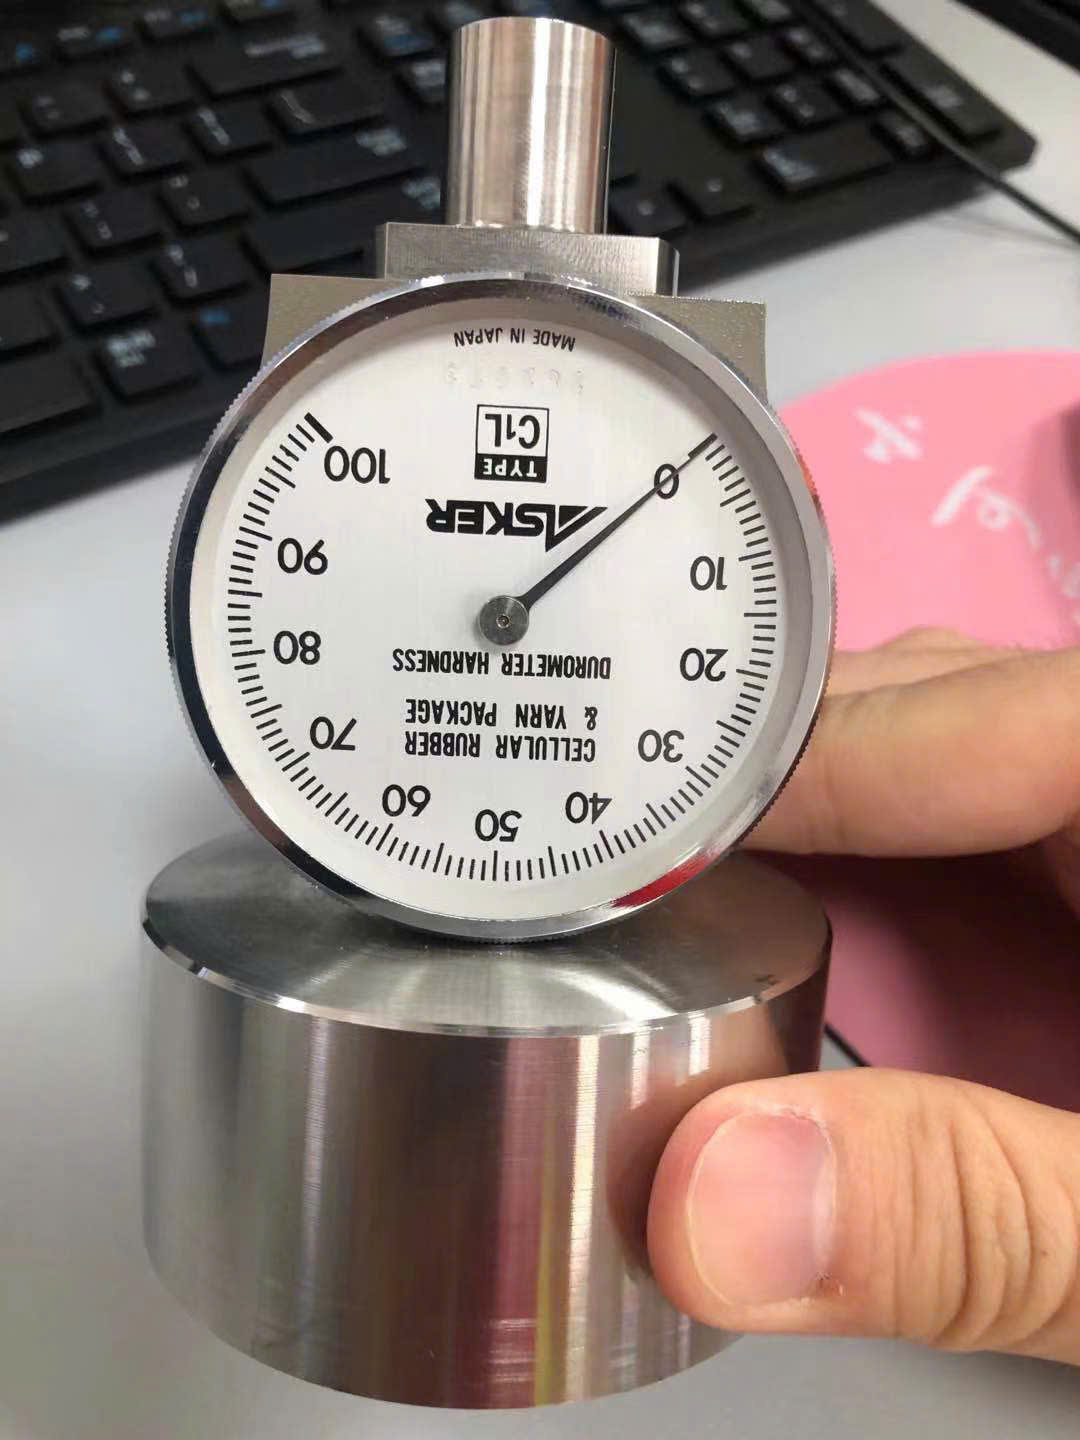 CELLULAR RUBBER
& YARN PACKAGE
DUROMETER HARDNESS
ASKER
TYPE
C1L
MADE IN JAPAN
0
10
20
30
40
50
60
70
80
90
100